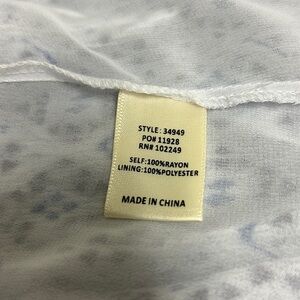 STYLE: 34949
PO# 11928
RN# 102249
SELF:100%RAYON
LINING:100%POLYESTER
MADE IN CHINA